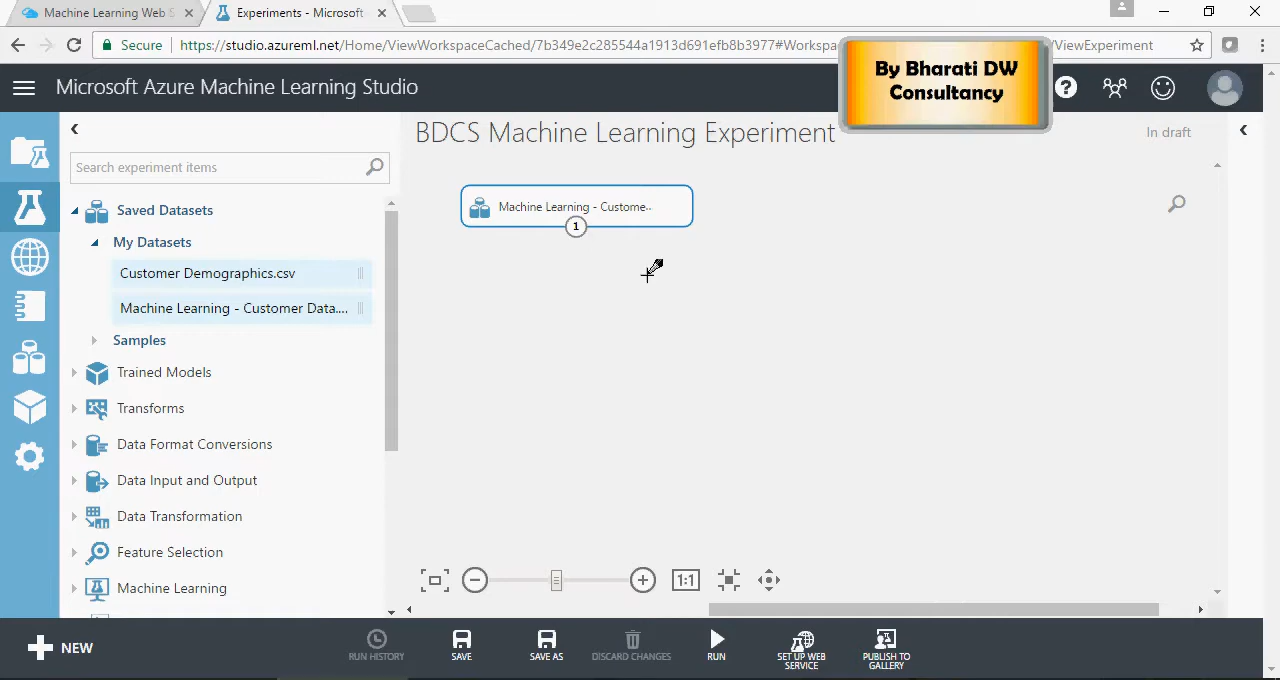 Machine Learning Web S
Experiments - Microsoft
Secure
https://studio.azureml.net/Home/ViewWorkspaceCached/7b349e2c285544a1913d691efb8b3977#Workspa
/ViewExperiment
By Bharati DW
Consultancy
Microsoft Azure Machine Learning Studio
?
BDCS Machine Learning Experiment
In draft
Search experiment items
Saved Datasets
My Datasets
Customer Demographics.csv
Machine Learning - Customer Data....
Samples
Trained Models
Transforms
Data Format Conversions
Data Input and Output
Data Transformation
Feature Selection
Machine Learning
Machine Learning - Custome..
1
1:1
NEW
RUN HISTORY
SAVE
SAVE AS
DISCARD CHANGES
RUN
SET UP WEB
SERVICE
PUBLISH TO
GALLERY